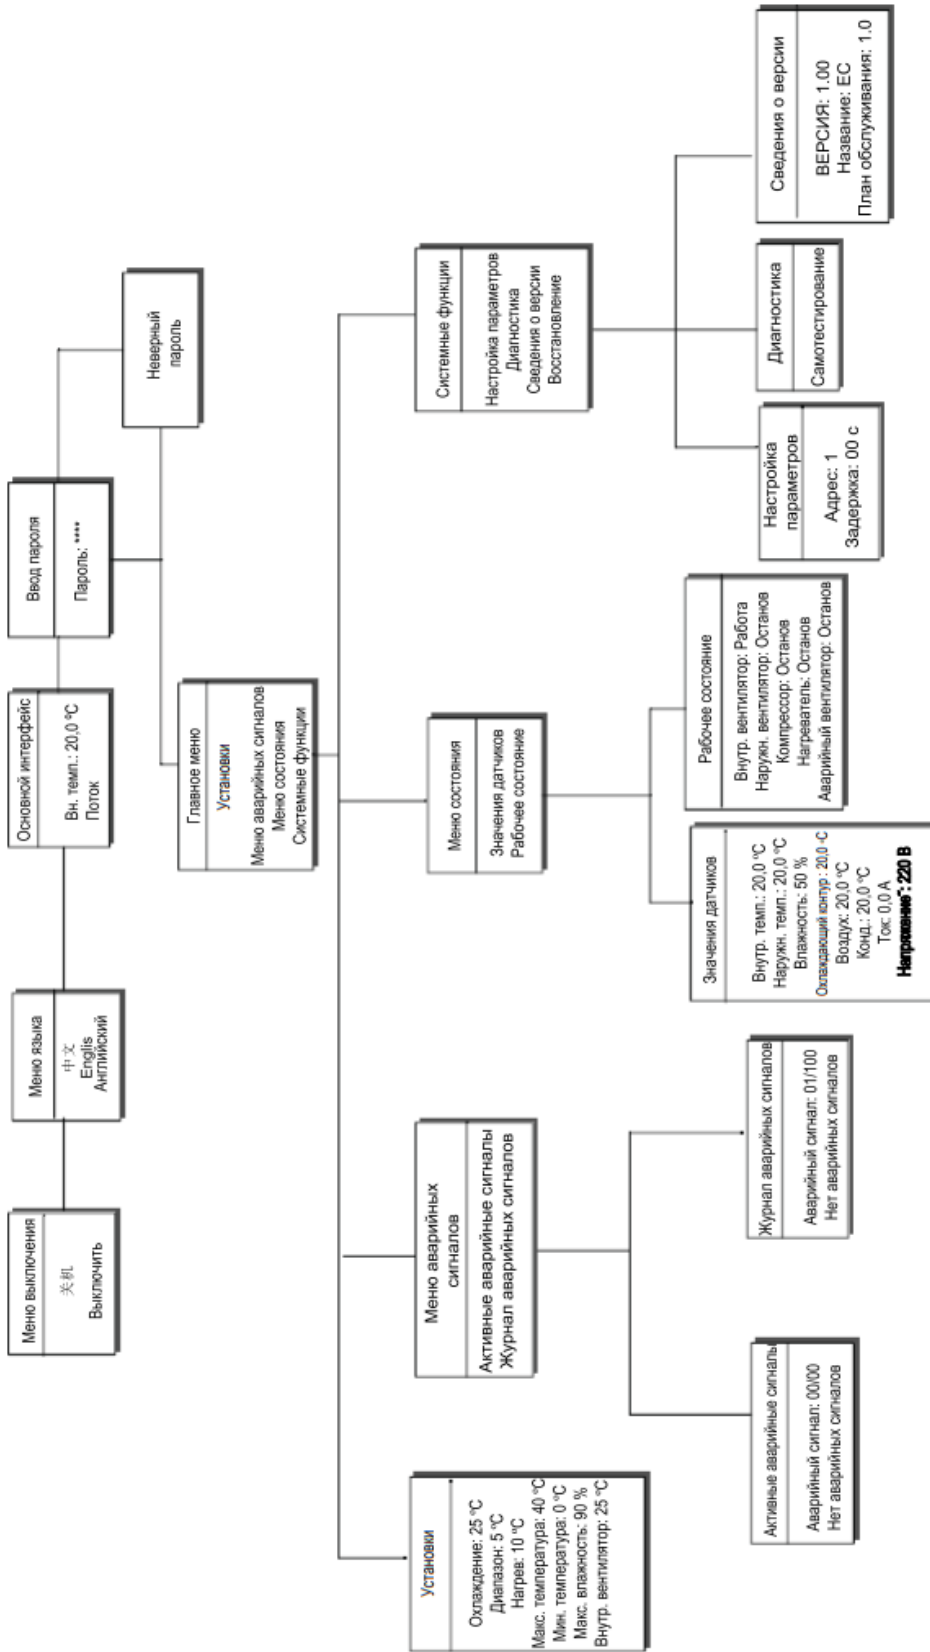 Меню выключения
关机
Выключить
Меню языка
中文
Englis
Английский
Основной интерфейс
Вн. темп.: 20,0 °C
Поток
Ввод пароля
Пароль: ****
Неверный
пароль
Главное меню
Установки
Меню аварийных сигналов
Меню состояния
Системные функции
Установки
Охлаждение: 25 °C
Диапазон: 5 °C
Нагрев: 10 °C
Макс. температура: 40 °C
Мин. температура: 0 °C
Макс. влажность: 90 %
Внутр. вентилятор: 25 °C
Меню аварийных
сигналов
Активные аварийные сигналы
Журнал аварийных сигналов
Меню состояния
Значения датчиков
Рабочее состояние
Системные функции
Настройка параметров
Диагностика
Сведения о версии
Восстановление
Активные аварийные сигналы
Аварийный сигнал: 00/00
Нет аварийных сигналов
Журнал аварийных сигналов
Аварийный сигнал: 01/100
Нет аварийных сигналов
Значения датчиков
Внутр. темп.: 20,0 °C
Наружн. темп.: 20,0 °C
Влажность: 50 %
Охлаждающий контур : 20,0 °C
Воздух: 20,0 °C
Конд.: 20,0 °C
Ток: 0,0 A
Напряжение : 220 В
Рабочее состояние
Внутр. вентилятор: Работа
Наружн. вентилятор: Останов
Компрессор: Останов
Нагреватель: Останов
Аварийный вентилятор: Останов
Настройка
параметров
Адрес: 1
Задержка: 00 с
Диагностика
Самотестирование
Сведения о версии
ВЕРСИЯ: 1.00
Название: EC
План обслуживания: 1.0